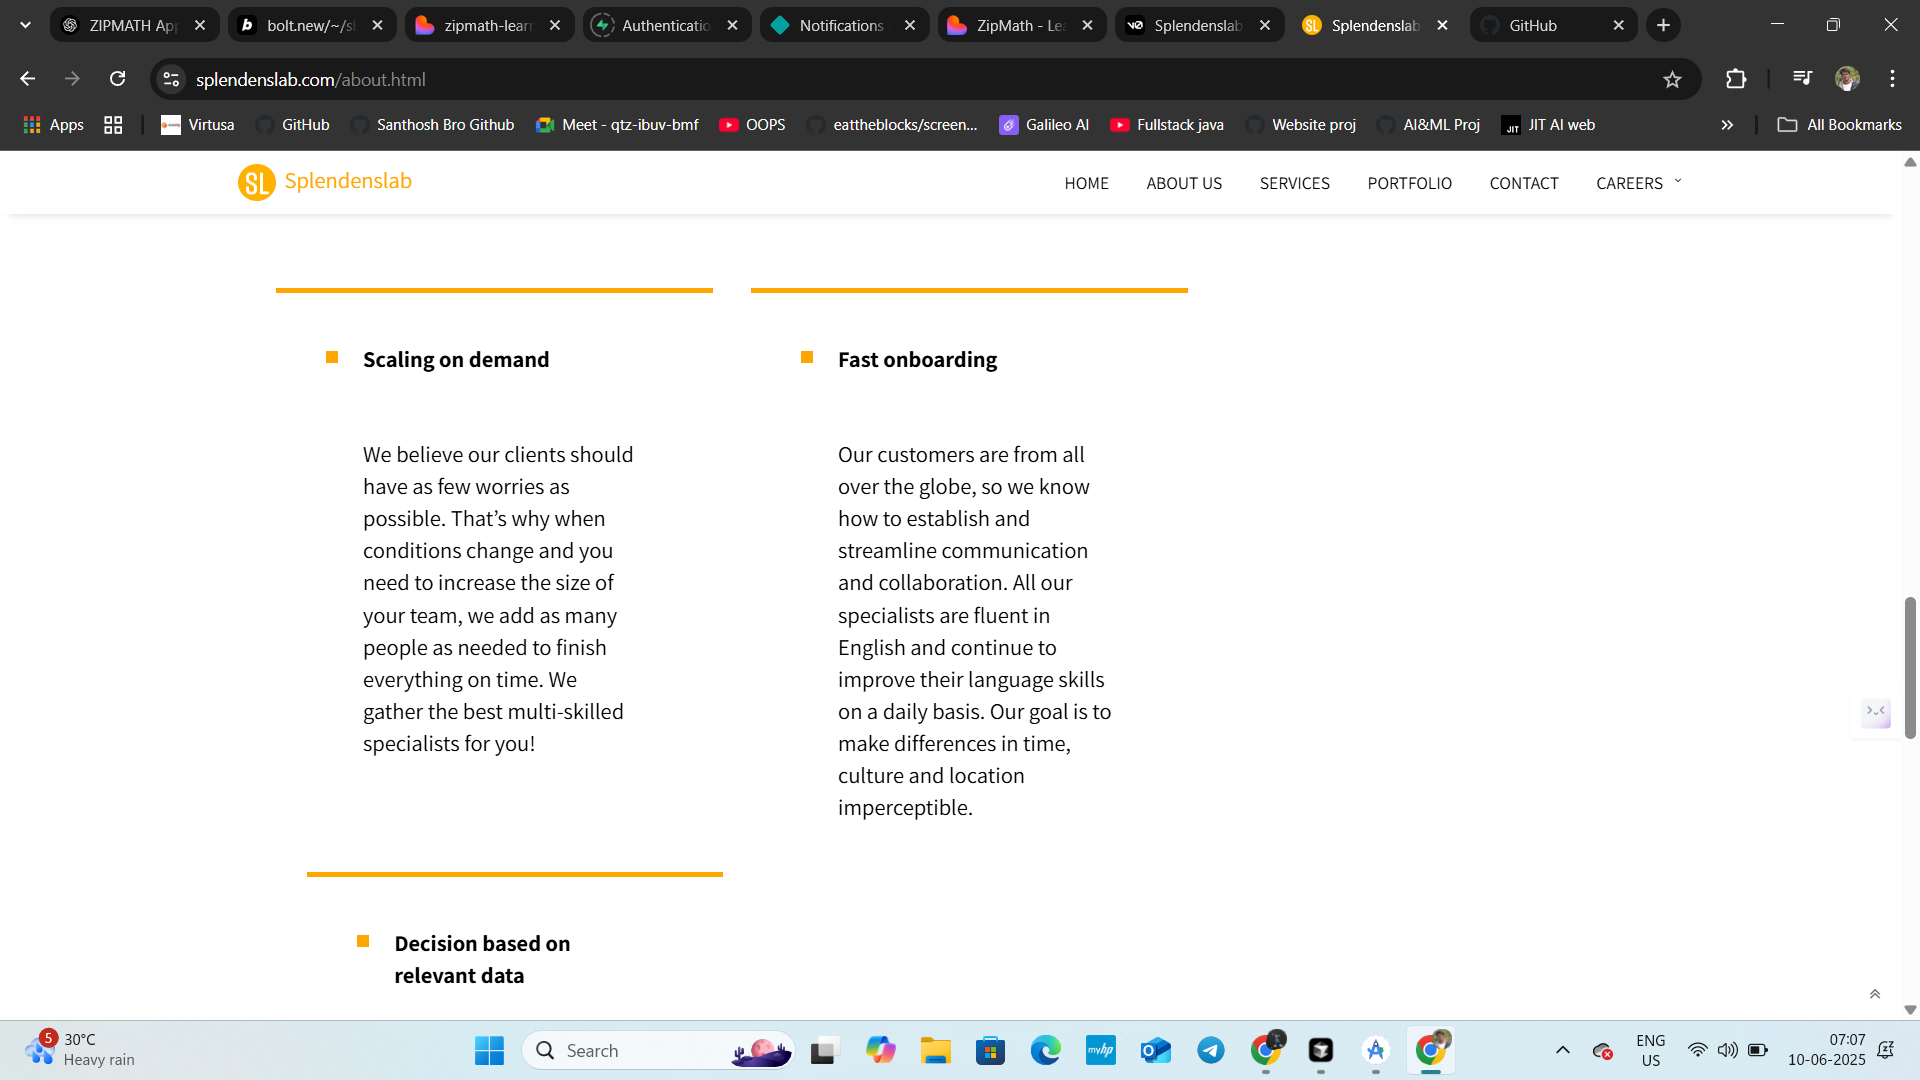 ZIPMATH Ap
bolt.new/~/s
zipmath-lear
Authenticatio
Notifications
ZipMath - Le
Splendenslab
Splendenslab
GitHub
splendenslab.com/about.html
Apps
Virtusa
GitHub
Santhosh Bro Github
Meet - qtz-ibuv-bmf
OOPS
eattheblocks/screen...
Galileo AI
Fullstack java
Website proj
AI&ML Proj
JIT AI web
All Bookmarks
SL Splendenslab
HOME
ABOUT US
SERVICES
PORTFOLIO
CONTACT
CAREERS
Scaling on demand
We believe our clients should
have as few worries as
possible. That’s why when
conditions change and you
need to increase the size of
your team, we add as many
people as needed to finish
everything on time. We
gather the best multi-skilled
specialists for you!
Fast onboarding
Our customers are from all
over the globe, so we know
how to establish and
streamline communication
and collaboration. All our
specialists are fluent in
English and continue to
improve their language skills
on a daily basis. Our goal is to
make differences in time,
culture and location
imperceptible.
Decision based on
relevant data
5
30°C
Heavy rain
Search
myhp
ENG
US
07:07
10-06-2025